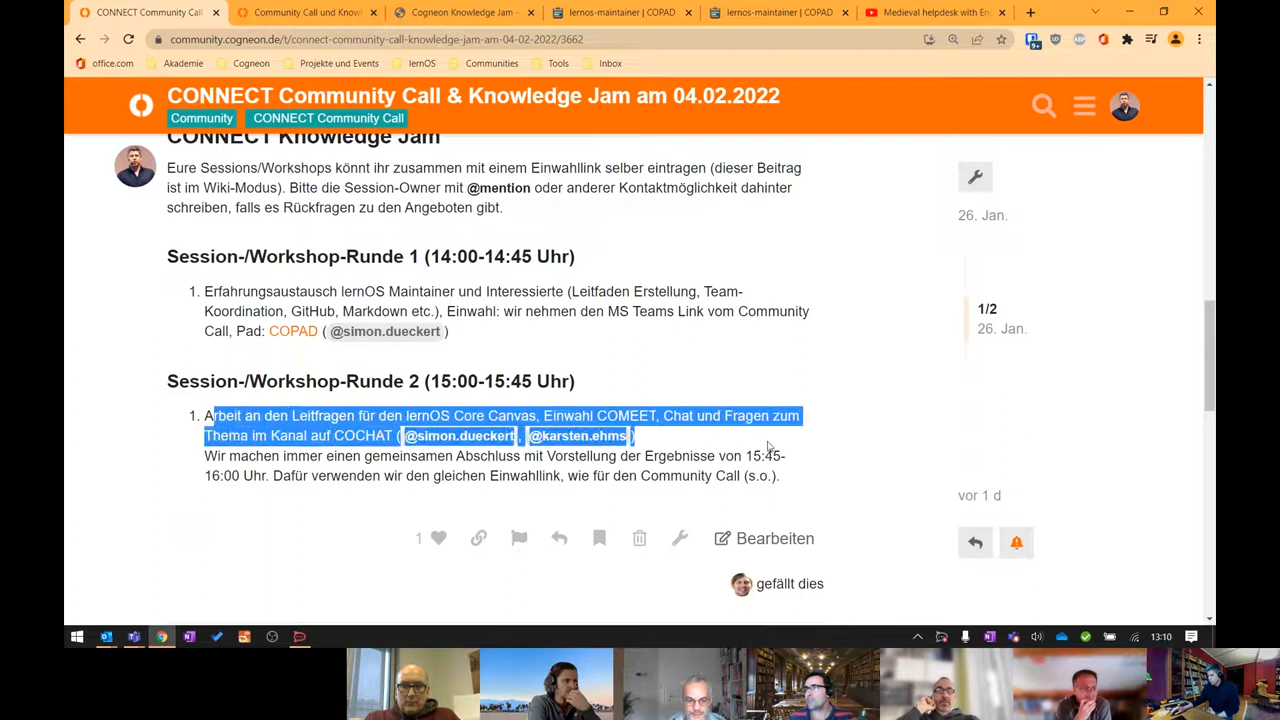 CONNECT Community Call
Community Call und Knowl
Cogneon Knowledge Jam –
lernos-maintainer | COPAD
lernos-maintainer | COPAD
Medieval helpdesk with En
community.cogneon.de/t/connect-community-call-knowledge-jam-am-04-02-2022/3662
9+
ABP
office.com
Akademie
Cogneon
Projekte und Events
lernOS
Communities
Tools
Inbox
CONNECT Community Call & Knowledge Jam am 04.02.2022
Community
CONNECT Community Call
CONNECT Knowledge Jam
Eure Sessions/Workshops könnt ihr zusammen mit einem Einwahllink selber eintragen (dieser Beitrag
ist im Wiki-Modus). Bitte die Session-Owner mit @mention oder anderer Kontaktmöglichkeit dahinter
schreiben, falls es Rückfragen zu den Angeboten gibt.
Session-/Workshop-Runde 1 (14:00-14:45 Uhr)
1. Erfahrungsaustausch lernOS Maintainer und Interessierte (Leitfaden Erstellung, Team-
Koordination, GitHub, Markdown etc.), Einwahl: wir nehmen den MS Teams Link vom Community
Call, Pad: COPAD ( @simon.dueckert )
Session-/Workshop-Runde 2 (15:00-15:45 Uhr)
1. Arbeit an den Leitfragen für den lernOS Core Canvas, Einwahl COMEET, Chat und Fragen zum
Thema im Kanal auf COCHAT ( @simon.dueckert , @karsten.ehms )
Wir machen immer einen gemeinsamen Abschluss mit Vorstellung der Ergebnisse von 15:45-
16:00 Uhr. Dafür verwenden wir den gleichen Einwahllink, wie für den Community Call (s.o.).
26. Jan.
1/2
26. Jan.
vor 1 d
1
Bearbeiten
gefällt dies
13:10